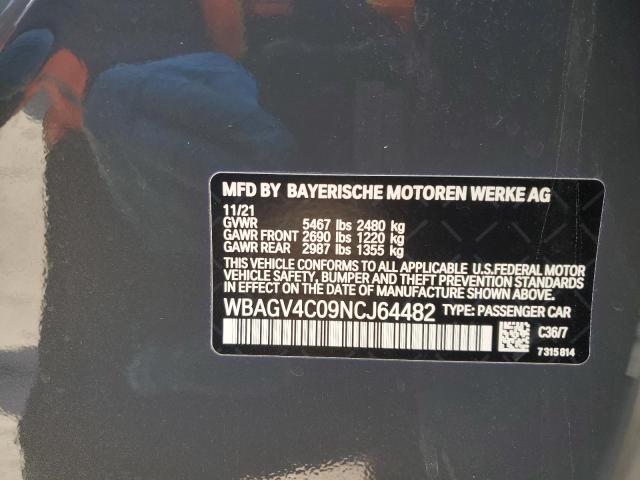 MFD BY BAYERISCHE MOTOREN WERKE AG
11/21
GVWR 5467 lbs 2480 kg
GAWR FRONT 2690 lbs 1220 kg
GAWR REAR 2987 lbs 1355 kg
THIS VEHICLE CONFORMS TO ALL APPLICABLE U.S.FEDERAL MOTOR
VEHICLE SAFETY, BUMPER AND THEFT PREVENTION STANDARDS
IN EFFECT ON THE DATE OF MANUFACTURE SHOWN ABOVE.
WBAGV4C09NCJ64482 TYPE: PASSENGER CAR
C36/7
7315814